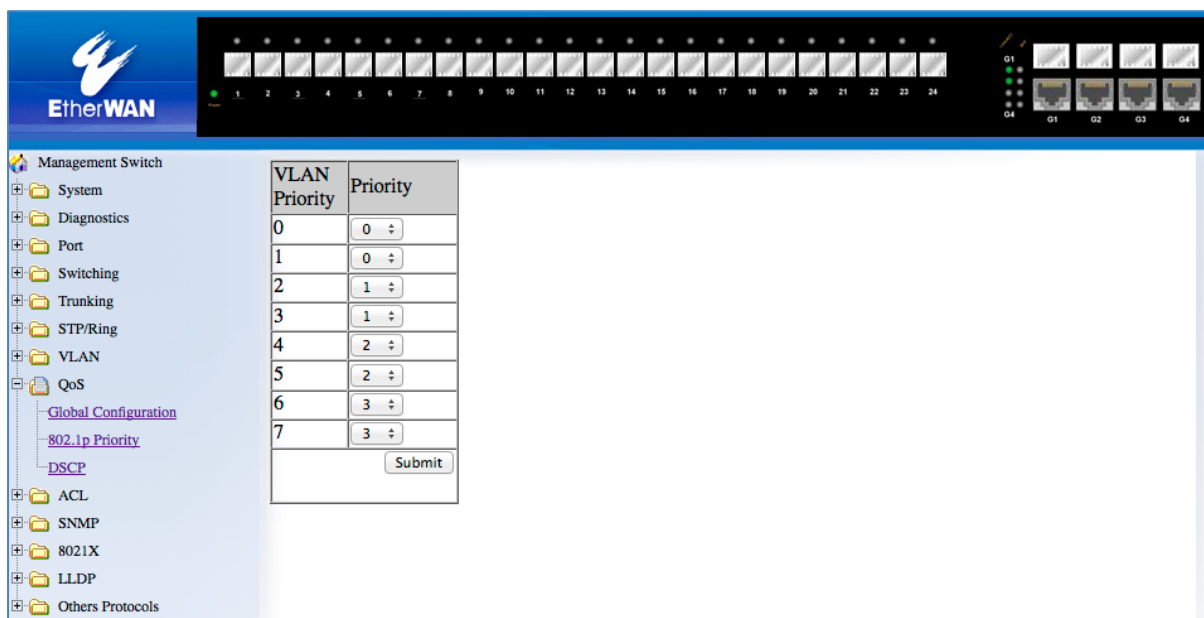 EtherWAN
Power
1 2 3 4 5 6 7 8 9 10 11 12 13 14 15 16 17 18 19 20 21 22 23 24
G1
G4
G1 G2 G3 G4
Management Switch
System
Diagnostics
Port
Switching
Trunking
STP/Ring
VLAN
QoS
Global Configuration
802.1p Priority
DSCP
ACL
SNMP
8021X
LLDP
Others Protocols
VLAN Priority Priority
0 0
1 0
2 1
3 1
4 2
5 2
6 3
7 3
Submit